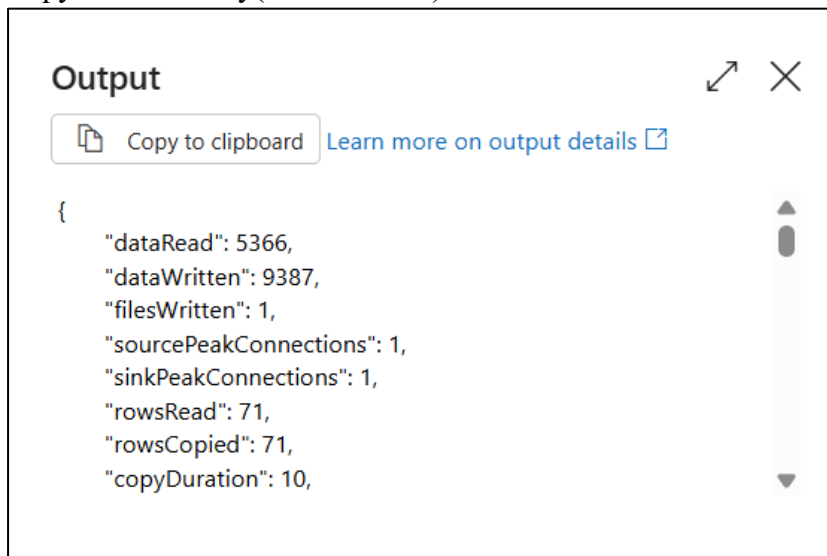 Output
Copy to clipboard Learn more on output details
{
"dataRead": 5366,
"dataWritten": 9387,
"filesWritten": 1,
"sourcePeakConnections": 1,
"sinkPeakConnections": 1,
"rowsRead": 71,
"rowsCopied": 71,
"copyDuration": 10,